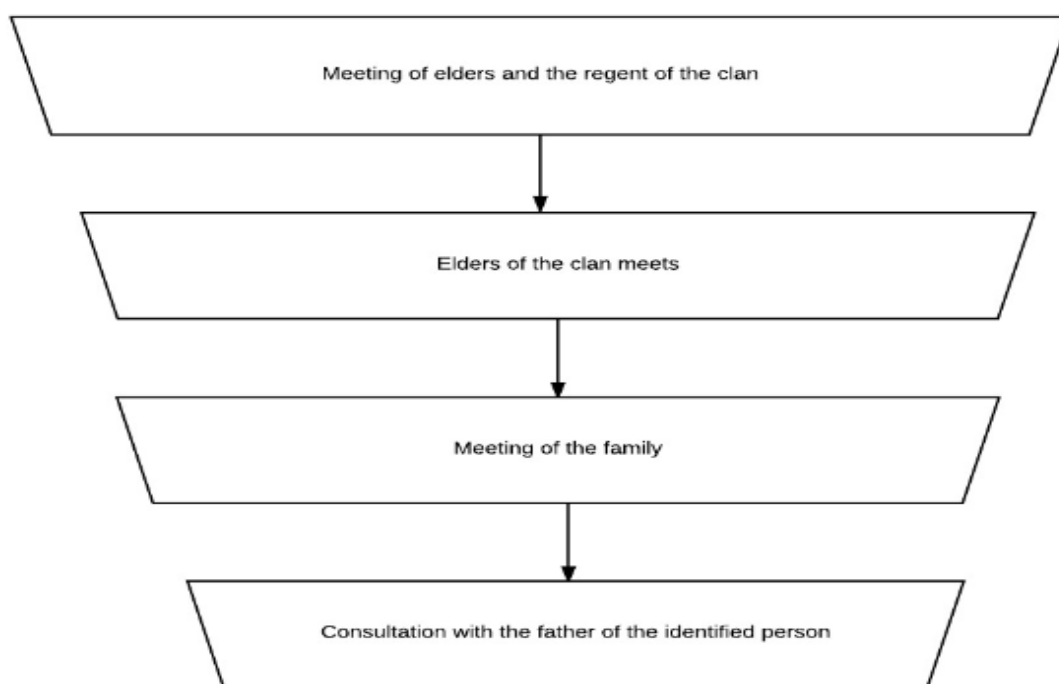 Meeting of elders and the regent of the clan
Elders of the clan meets
Meeting of the family
Consultation with the father of the identified person